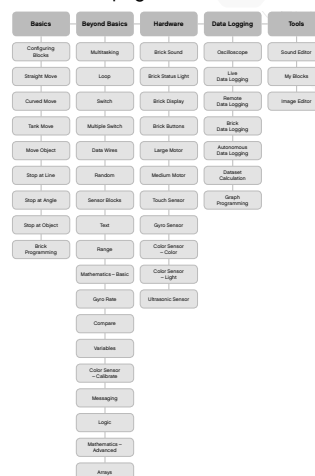 Basics
Configuring
Blocks
Straight Move
Curved Move
Tank Move
Move Object
Stop at Line
Stop at Angle
Stop at Object
Brick
Programming
Beyond Basics
Multitasking
Loop
Switch
Multiple Switch
Data Wires
Random
Sensor Blocks
Text
Range
Mathematics – Basic
Gyro Rate
Compare
Variables
Color Sensor
– Calibrate
Messaging
Logic
Mathematics –
Advanced
Arrays
Hardware
Brick Sound
Brick Status Light
Brick Display
Brick Buttons
Large Motor
Medium Motor
Touch Sensor
Gyro Sensor
Color Sensor
– Color
Color Sensor
– Light
Ultrasonic Sensor
Data Logging
Oscilloscope
Live
Data Logging
Remote
Data Logging
Brick
Data Logging
Autonomous
Data Logging
Dataset
Calculation
Graph
Programming
Tools
Sound Editor
My Blocks
Image Editor